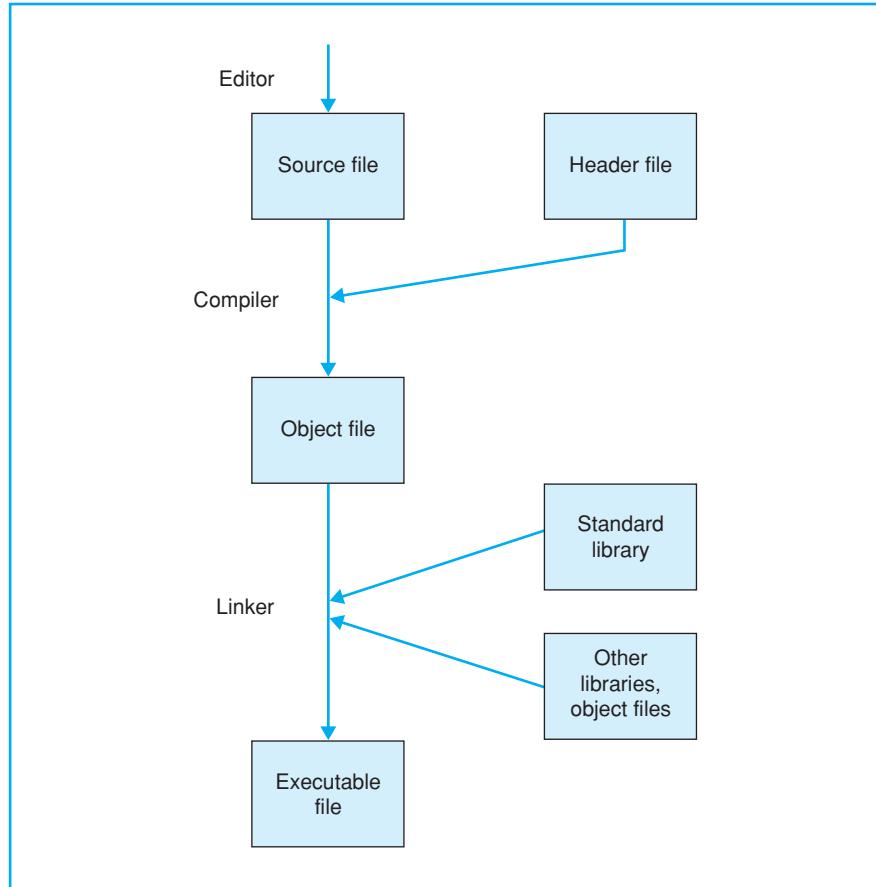 Editor
Source file
Header file
Compiler
Object file
Standard
library
Linker
Other
libraries,
object files
Executable
file